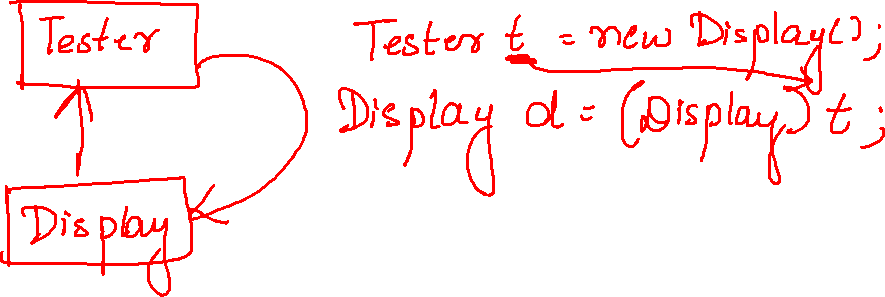 Tester
Tester t = new Display();
Display d = (Display) t;
Display